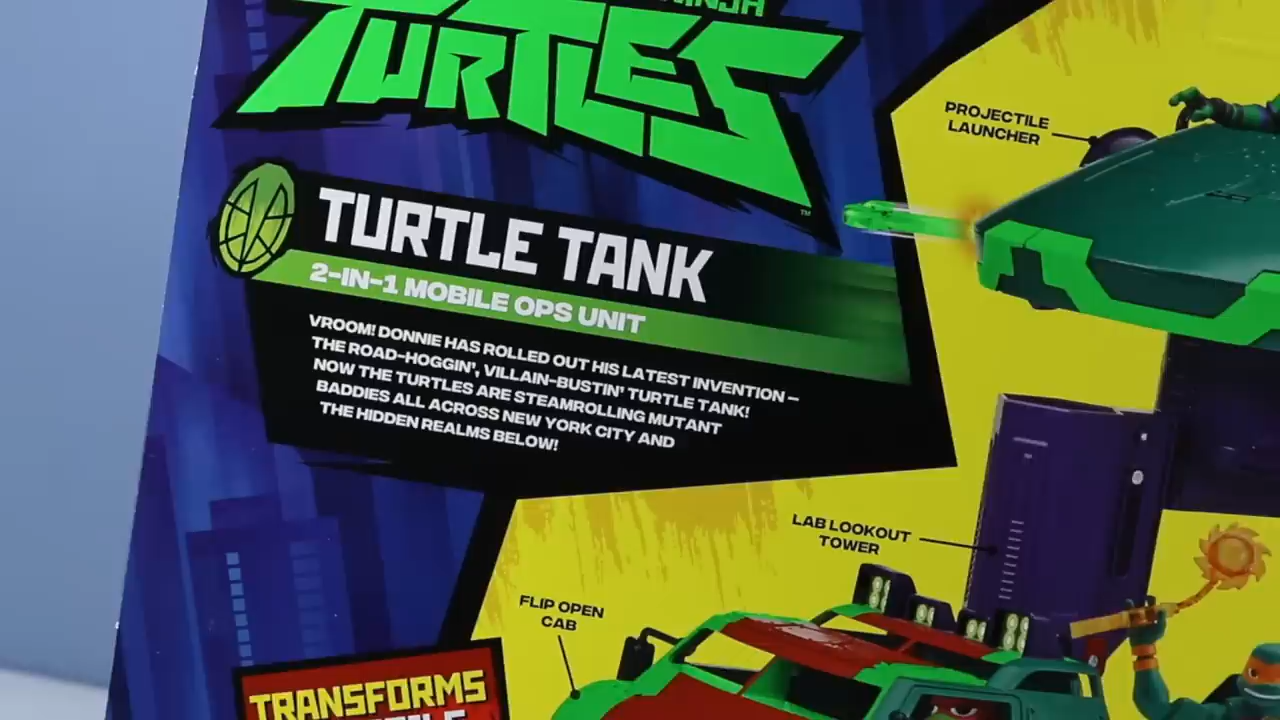 NINJA
TURTLES
TM
TURTLE TANK
2-IN-1 MOBILE OPS UNIT
VROOM! DONNIE HAS ROLLED OUT HIS LATEST INVENTION –
THE ROAD-HOGGIN', VILLAIN-BUSTIN' TURTLE TANK!
NOW THE TURTLES ARE STEAMROLLING MUTANT
BADDIES ALL ACROSS NEW YORK CITY AND
THE HIDDEN REALMS BELOW!
PROJECTILE
LAUNCHER
LAB LOOKOUT
TOWER
FLIP OPEN
CAB
TRANSFORMS